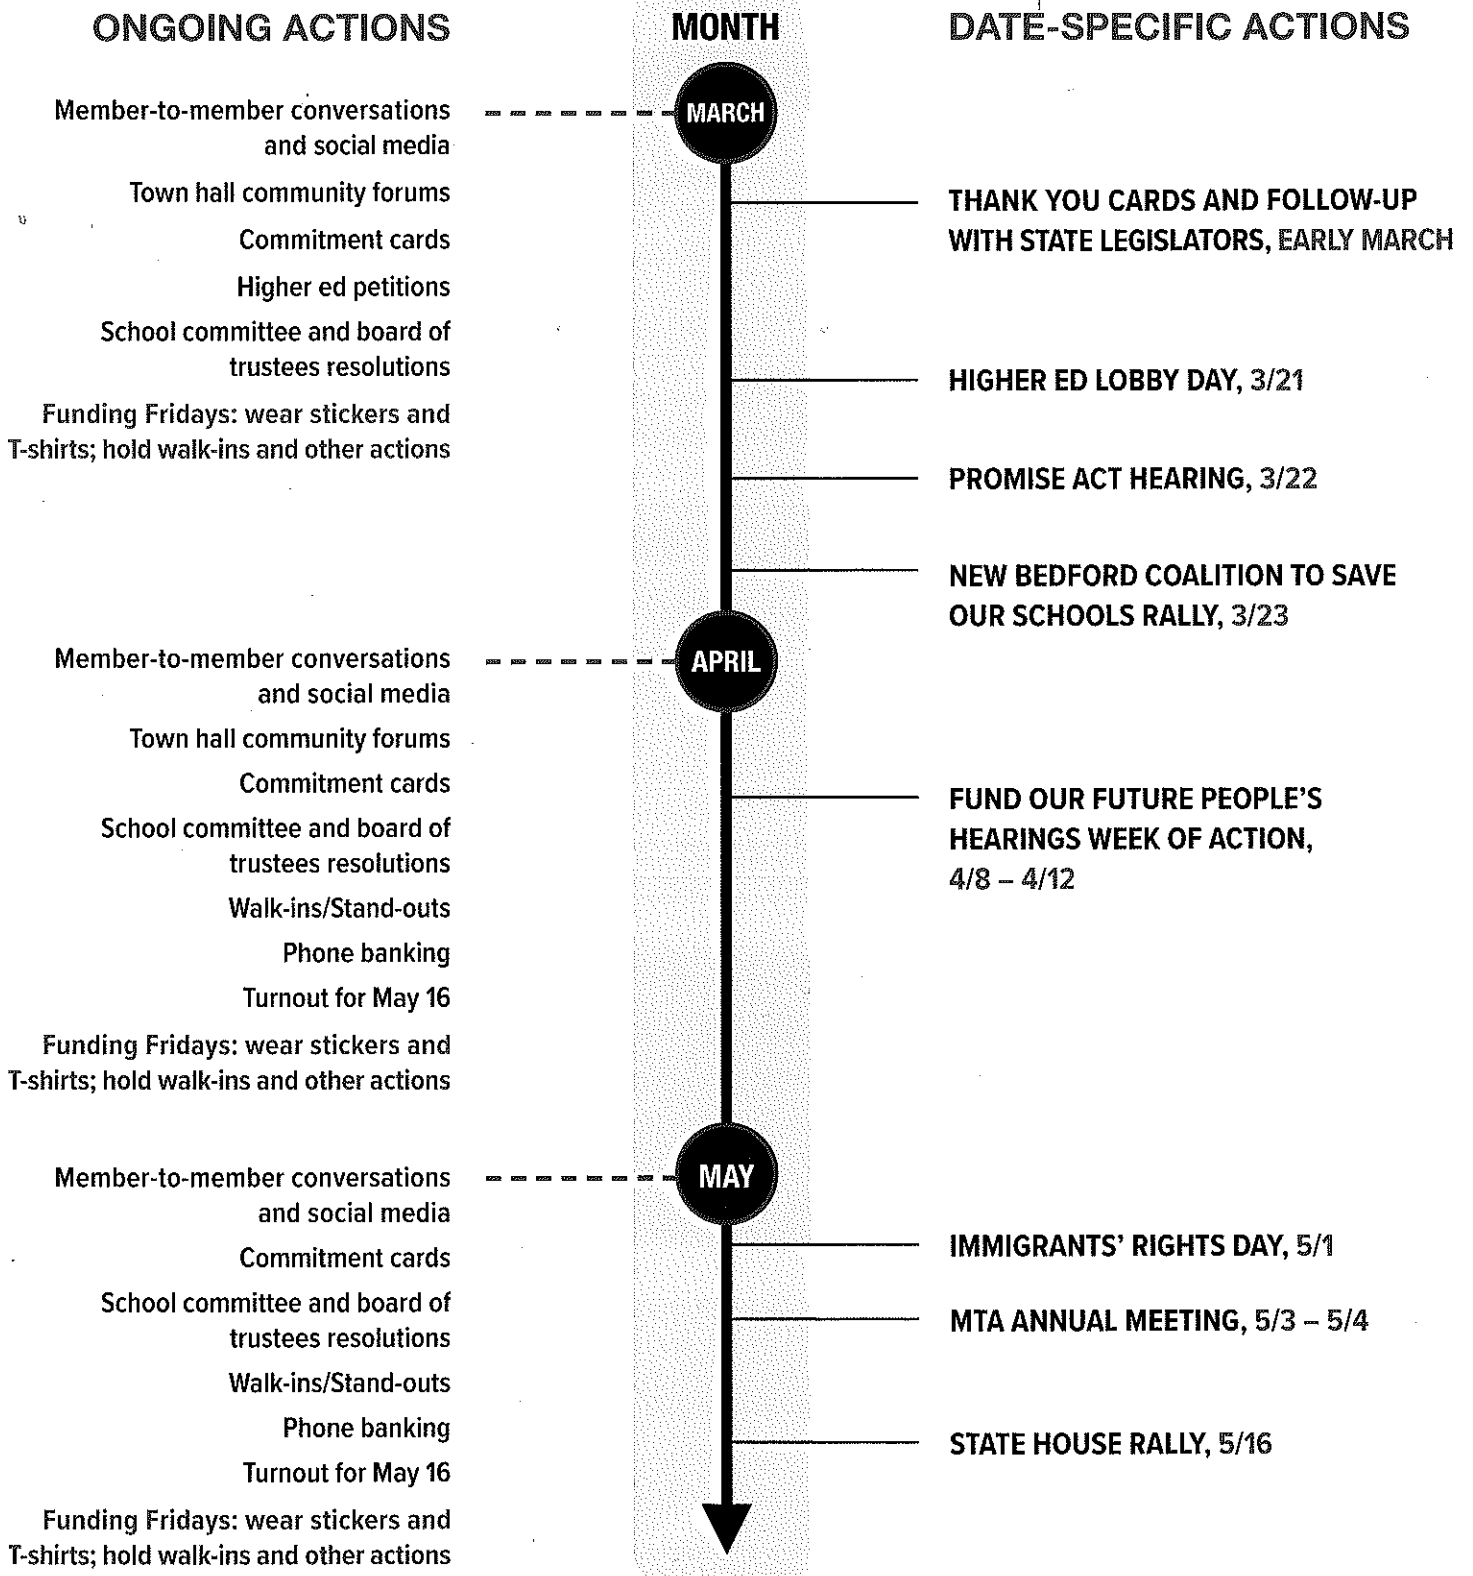 ONGOING ACTIONS
MONTH
DATE-SPECIFIC ACTIONS
MARCH
Member-to-member conversations
and social media
Town hall community forums
Commitment cards
Higher ed petitions
School committee and board of
trustees resolutions
Funding Fridays: wear stickers and
T-shirts; hold walk-ins and other actions
THANK YOU CARDS AND FOLLOW-UP
WITH STATE LEGISLATORS, EARLY MARCH
HIGHER ED LOBBY DAY, 3/21
PROMISE ACT HEARING, 3/22
NEW BEDFORD COALITION TO SAVE
OUR SCHOOLS RALLY, 3/23
APRIL
Member-to-member conversations
and social media
Town hall community forums
Commitment cards
School committee and board of
trustees resolutions
Walk-ins/Stand-outs
Phone banking
Turnout for May 16
Funding Fridays: wear stickers and
T-shirts; hold walk-ins and other actions
FUND OUR FUTURE PEOPLE'S
HEARINGS WEEK OF ACTION,
4/8 – 4/12
MAY
Member-to-member conversations
and social media
Commitment cards
School committee and board of
trustees resolutions
Walk-ins/Stand-outs
Phone banking
Turnout for May 16
Funding Fridays: wear stickers and
T-shirts; hold walk-ins and other actions
IMMIGRANTS' RIGHTS DAY, 5/1
MTA ANNUAL MEETING, 5/3 – 5/4
STATE HOUSE RALLY, 5/16